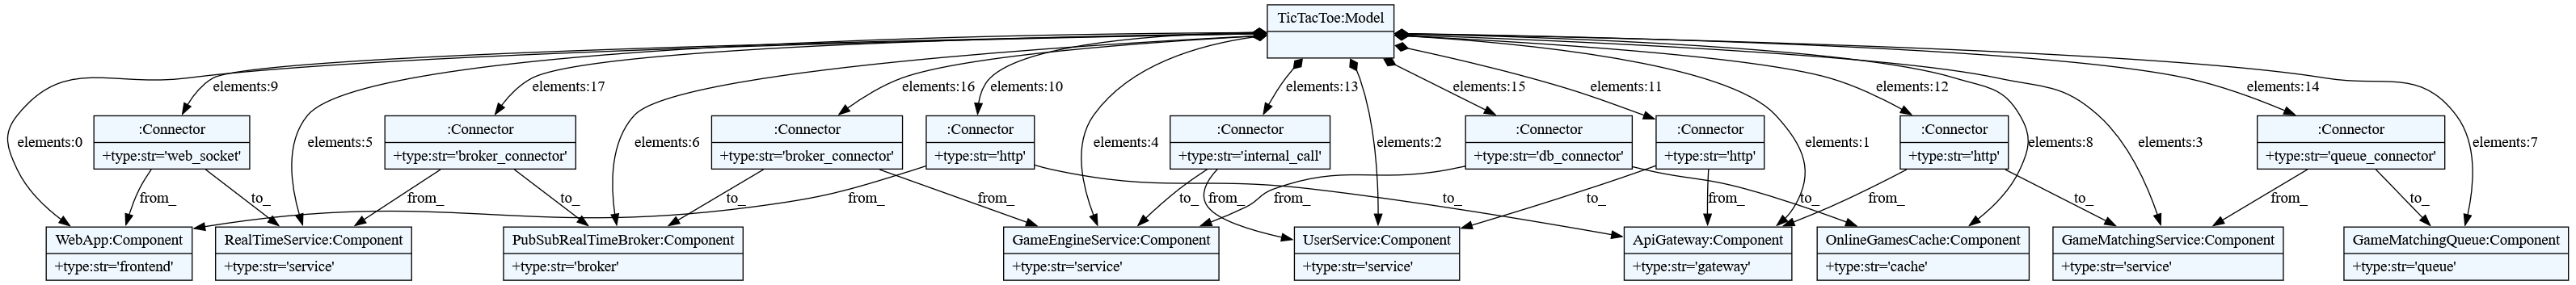 TicTacToe:Model
elements:9
elements:17
elements:16
elements:10
elements:13
elements:15
elements:11
elements:12
elements:14
:Connector
+type:str='web_socket'
:Connector
+type:str='broker_connector'
:Connector
+type:str='broker_connector'
:Connector
+type:str='http'
:Connector
+type:str='internal_call'
:Connector
+type:str='db_connector'
:Connector
+type:str='http'
:Connector
+type:str='http'
:Connector
+type:str='queue_connector'
elements:0
elements:5
elements:6
elements:4
elements:2
elements:1
elements:8
elements:3
elements:7
from_
to_
from_
to_
to_
from_
from_
to_
from_
from_
to_
to_
from_
to_
from_
to_
from_
to_
WebApp:Component
+type:str='frontend'
RealTimeService:Component
+type:str='service'
PubSubRealTimeBroker:Component
+type:str='broker'
GameEngineService:Component
+type:str='service'
UserService:Component
+type:str='service'
ApiGateway:Component
+type:str='gateway'
OnlineGamesCache:Component
+type:str='cache'
GameMatchingService:Component
+type:str='service'
GameMatchingQueue:Component
+type:str='queue'